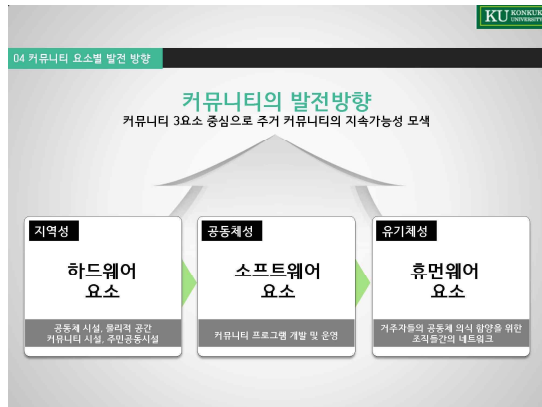 KU KONKUK
UNIVERSITY
04 커뮤니티 요소별 발전 방향
커뮤니티의 발전방향
커뮤니티 3요소 중심으로 주거 커뮤니티의 지속가능성 모색
지역성
하드웨어
요소
공동체 시설, 물리적 공간
커뮤니티 시설, 주민공동시설
공동체성
소프트웨어
요소
커뮤니티 프로그램 개발 및 운영
유기체성
휴먼웨어
요소
거주자들의 공동체 의식 함양을 위한
조직들간의 네트워크